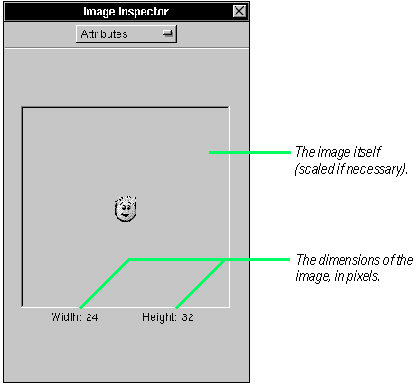 Image Inspector
Attributes
The image itself
(scaled if necessary).
The dimensions of the
image, in pixels.
Width: 24 Height: 32